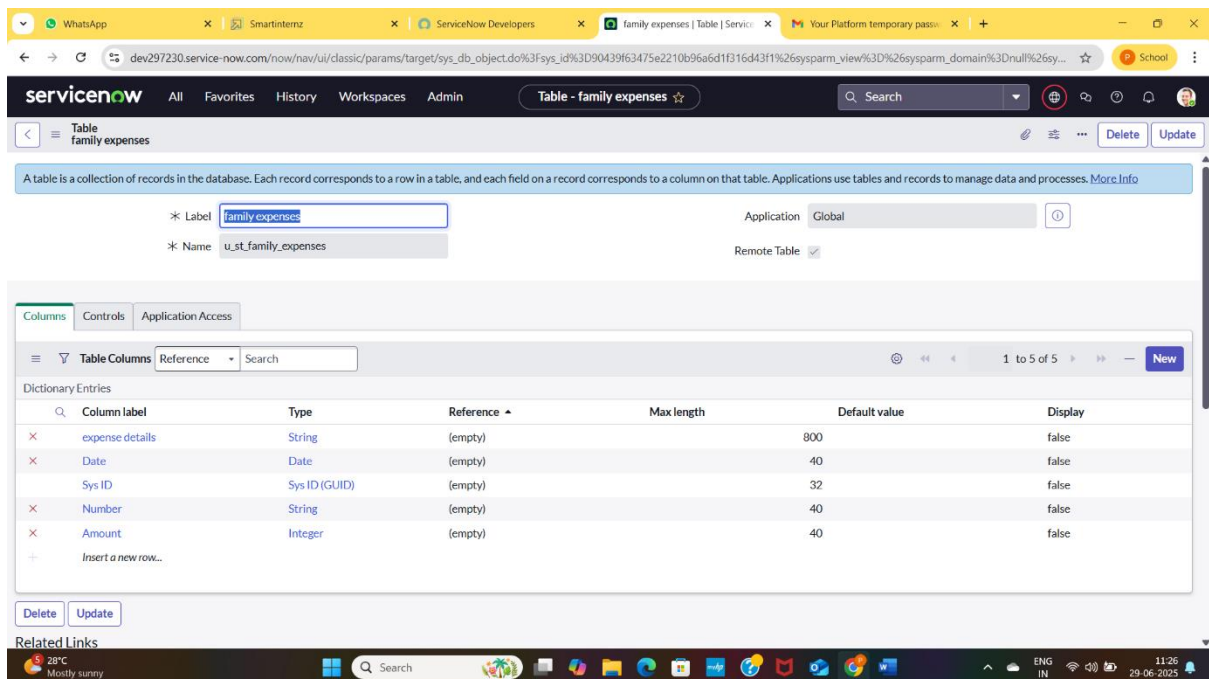 WhatsApp Smartinternz ServiceNow Developers family expenses | Table | Service Your Platform temporary passw
dev297230.service-now.com/now/nav/ui/classic/params/target/sys_db_object.do%3Fsys_id%3D90439f63475e2210b96a6d1f316d43f1%26sysparm_view%3D%26sysparm_domain%3Dnull%26sy... P School
servicenow All Favorites History Workspaces Admin Table - family expenses Search
Table
family expenses
Delete Update
A table is a collection of records in the database. Each record corresponds to a row in a table, and each field on a record corresponds to a column on that table. Applications use tables and records to manage data and processes. More Info
* Label family expenses Application Global
* Name u_st_family_expenses Remote Table
Columns Controls Application Access
Table Columns Reference Search 1 to 5 of 5 New
Dictionary Entries
Column label Type Reference Max length Default value Display
expense details String (empty) 800 false
Date Date (empty) 40 false
Sys ID Sys ID (GUID) (empty) 32 false
Number String (empty) 40 false
Amount Integer (empty) 40 false
Insert a new row...
Delete Update
Related Links
5 28°C Search ENG 11:26
Mostly sunny IN 29-06-2025